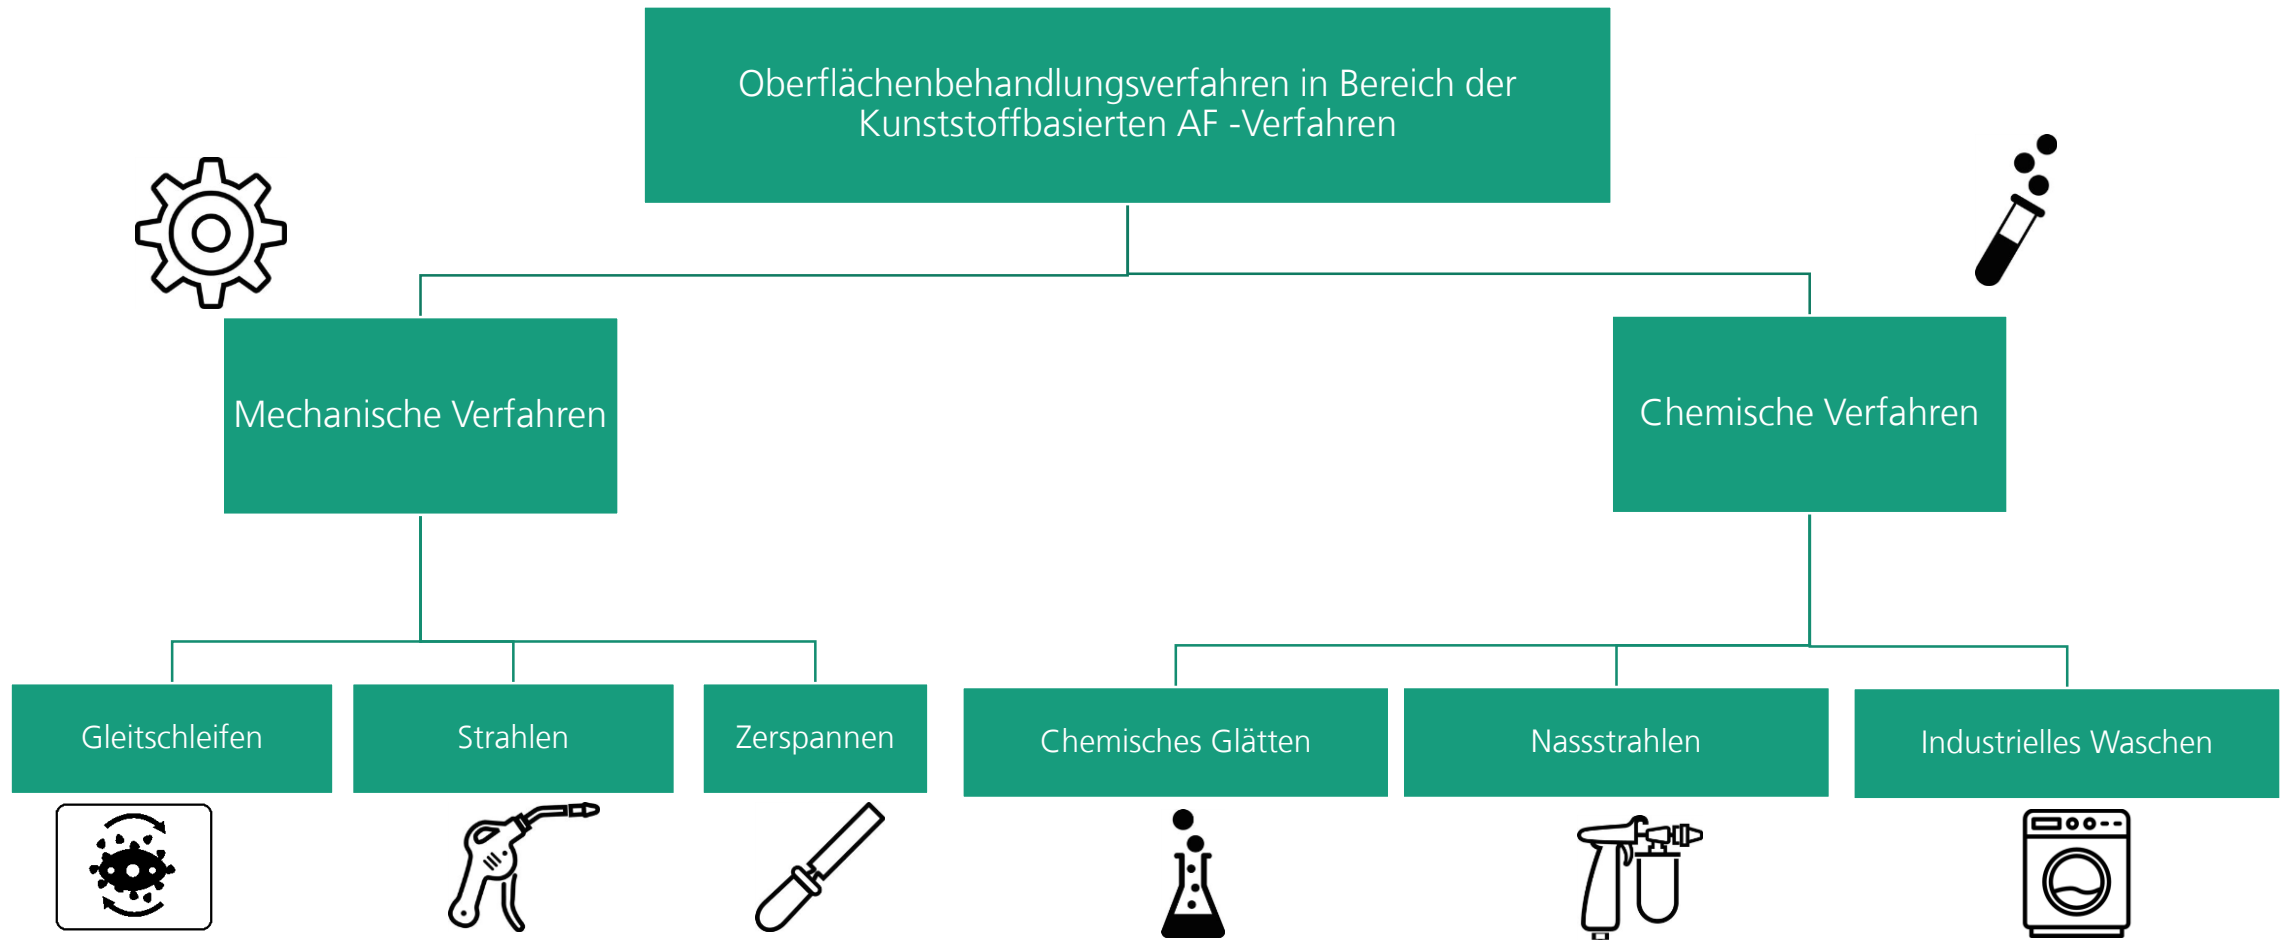 Oberflächenbehandlungsverfahren in Bereich der
Kunststoffbasierten AF -Verfahren
Mechanische Verfahren
Chemische Verfahren
Gleitschleifen
Strahlen
Zerspannen
Chemisches Glätten
Nassstrahlen
Industrielles Waschen